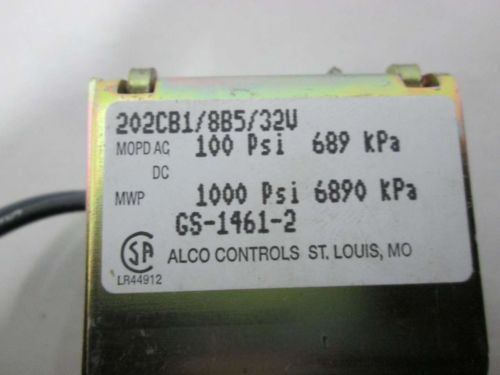 202CB1/8B5/32V
MOPD AC 100 Psi 689 kPa
DC
MWP 1000 Psi 6890 kPa
GS-1461-2
SA ALCO CONTROLS ST. LOUIS, MO
LR44912